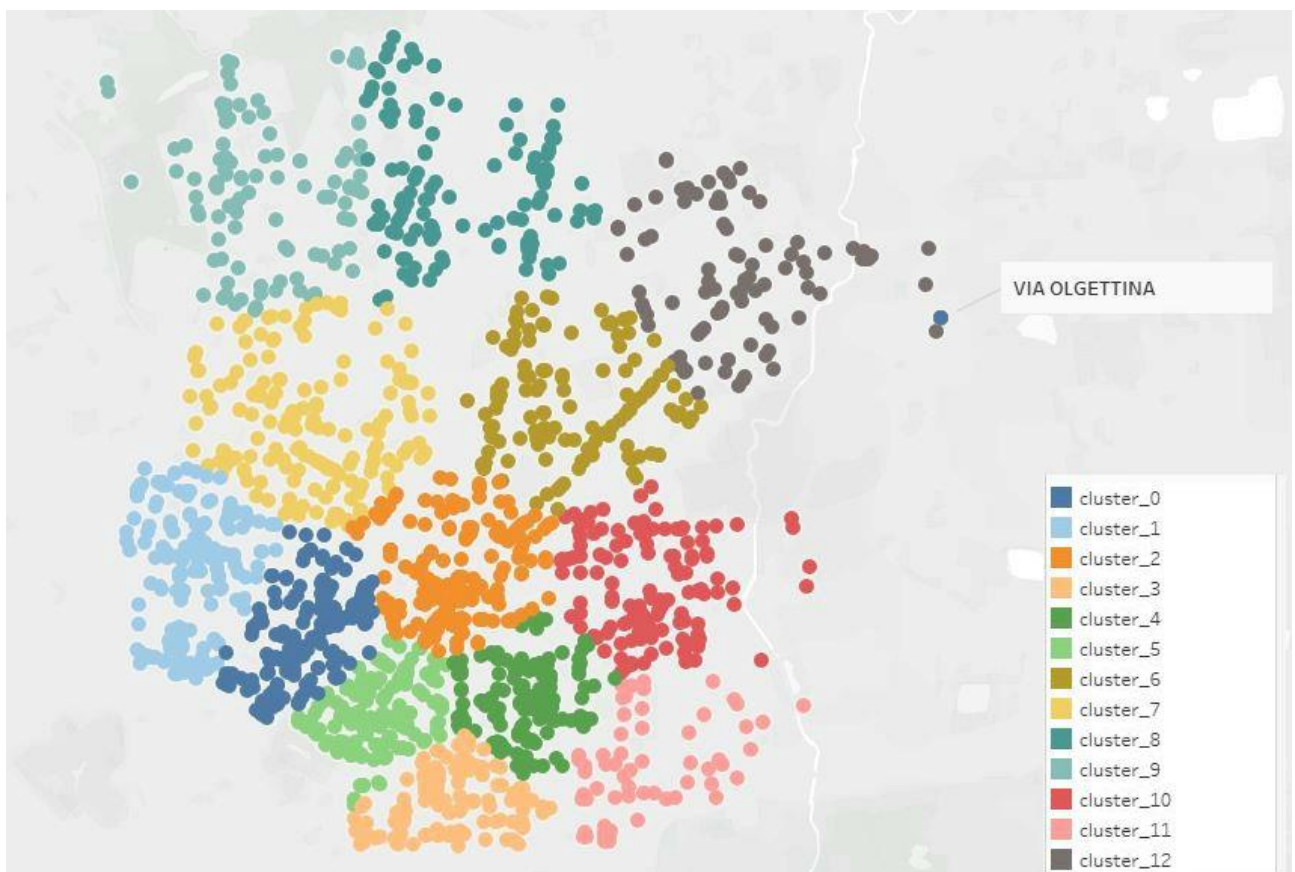 VIA OLGETTINA
cluster_0
cluster_1
cluster_2
cluster_3
cluster_4
cluster_5
cluster_6
cluster_7
cluster_8
cluster_9
cluster_10
cluster_11
cluster_12